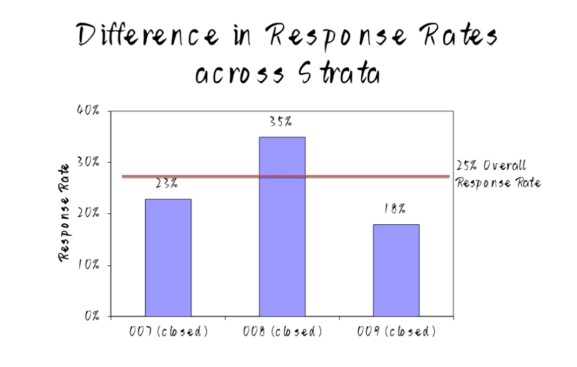 Difference in Response Rates
across Strata
40%
35%
30%
25% Overall
Response Rate
23%
20%
18%
10%
0%
Response Rate
007 (closed)
008 (closed)
009 (closed)